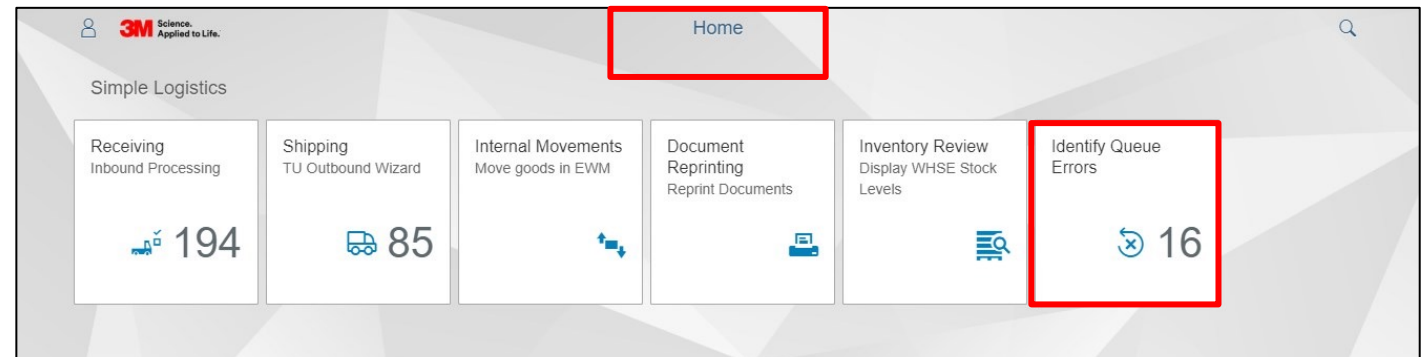 3M Science.
Applied to Life.
Home
Simple Logistics
Receiving
Inbound Processing
194
Shipping
TU Outbound Wizard
85
Internal Movements
Move goods in EWM
Document
Reprinting
Reprint Documents
Inventory Review
Display WHSE Stock
Levels
Identify Queue
Errors
16